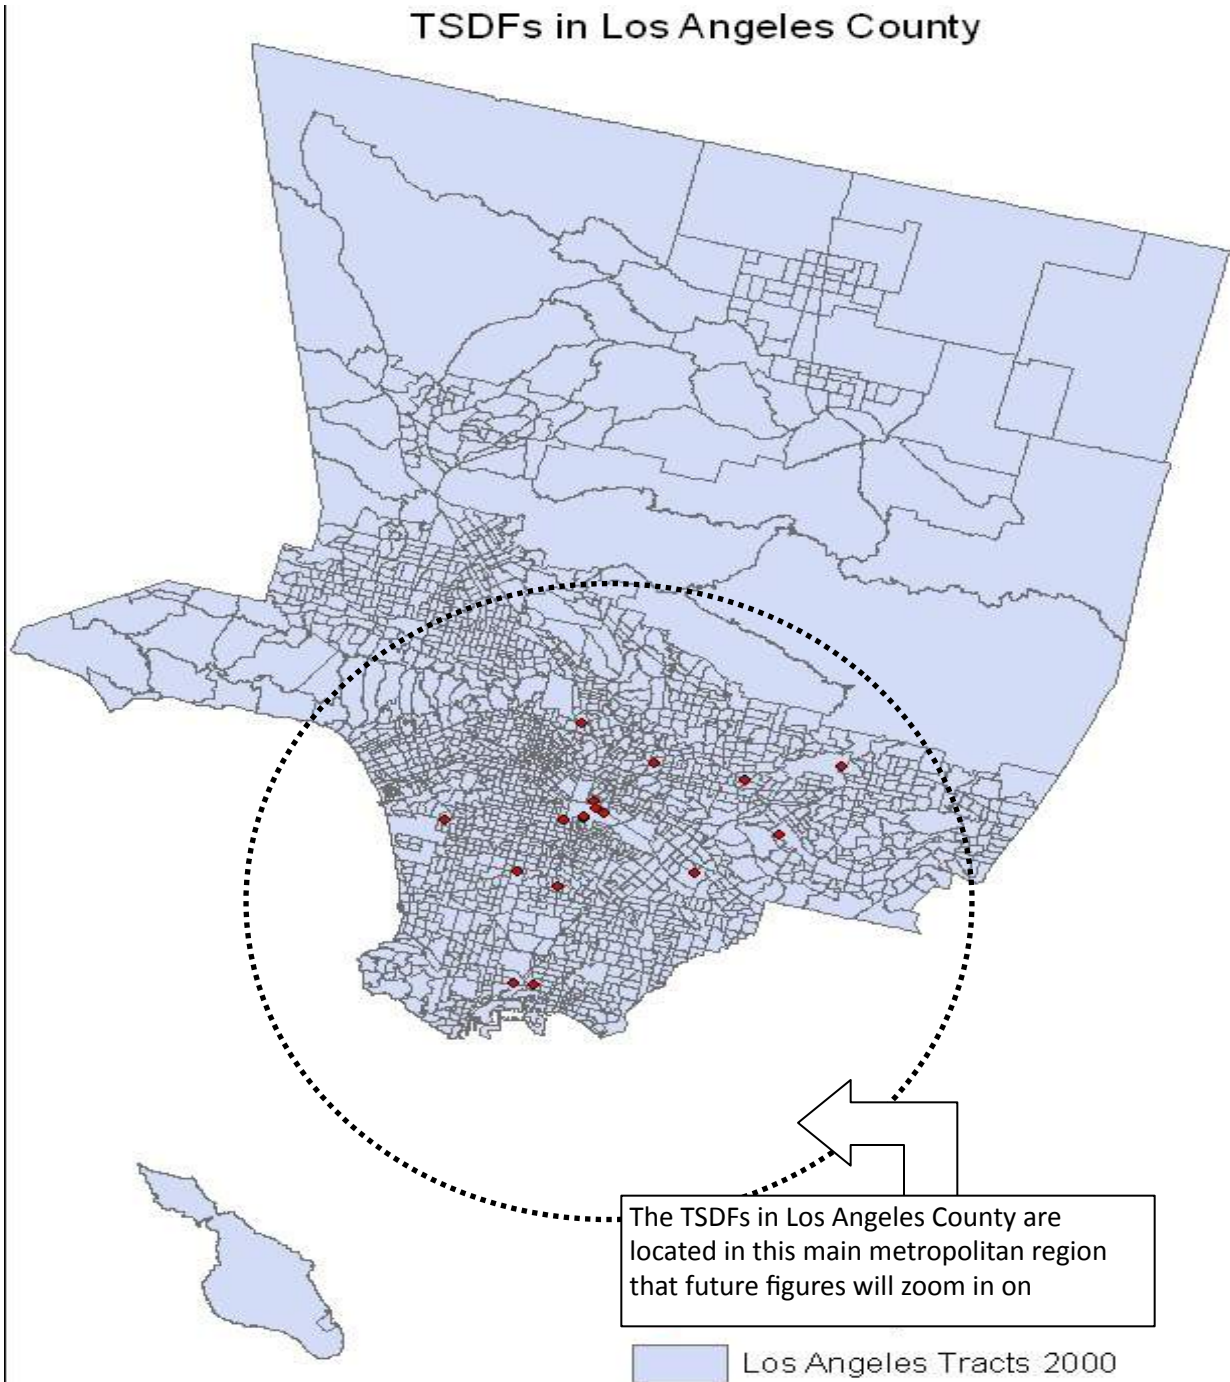 TSDFs in Los Angeles County
The TSDFs in Los Angeles County are
located in this main metropolitan region
that future figures will zoom in on
Los Angeles Tracts 2000